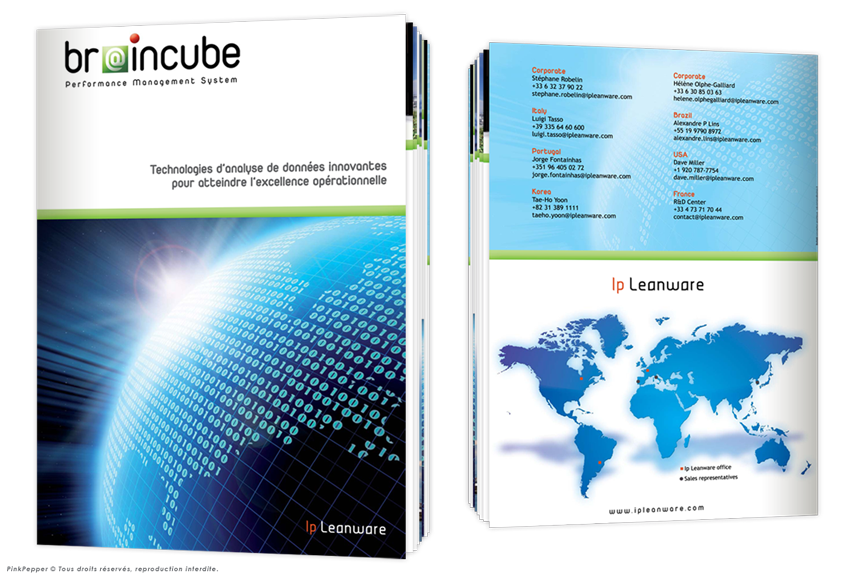 br@incube
Performance Management System
Technologies d'analyse de données innovantes
pour atteindre l'excellence opérationnelle
Ip Leanware
Corporate
Stéphane Robelin
+33 6 32 37 90 22
stephane.robelin@ipleanware.com
Italy
Luigi Tasso
+39 335 64 60 600
luigi.tasso@ipleanware.com
Portugal
Jorge Fontainhas
+351 96 405 02 72
jorge.fontainhas@ipleanware.com
Korea
Tae-Ho Yoon
+82 31 389 1111
taeho.yoon@ipleanware.com
Corporate
Hélène Olphe-Galliard
+33 6 30 85 03 63
helene.olphegalliard@ipleanware.com
Brazil
Alexandre P Lins
+55 19 9790 8972
alexandre.lins@ipleanware.com
USA
Dave Miller
+1 920 787-7754
dave.miller@ipleanware.com
France
R&D Center
+33 4 73 71 70 44
contact@ipleanware.com
Ip Leanware
Ip Leanware office
Sales representatives
www.ipleanware.com
PinkPepper © Tous droits réservés, reproduction interdite.